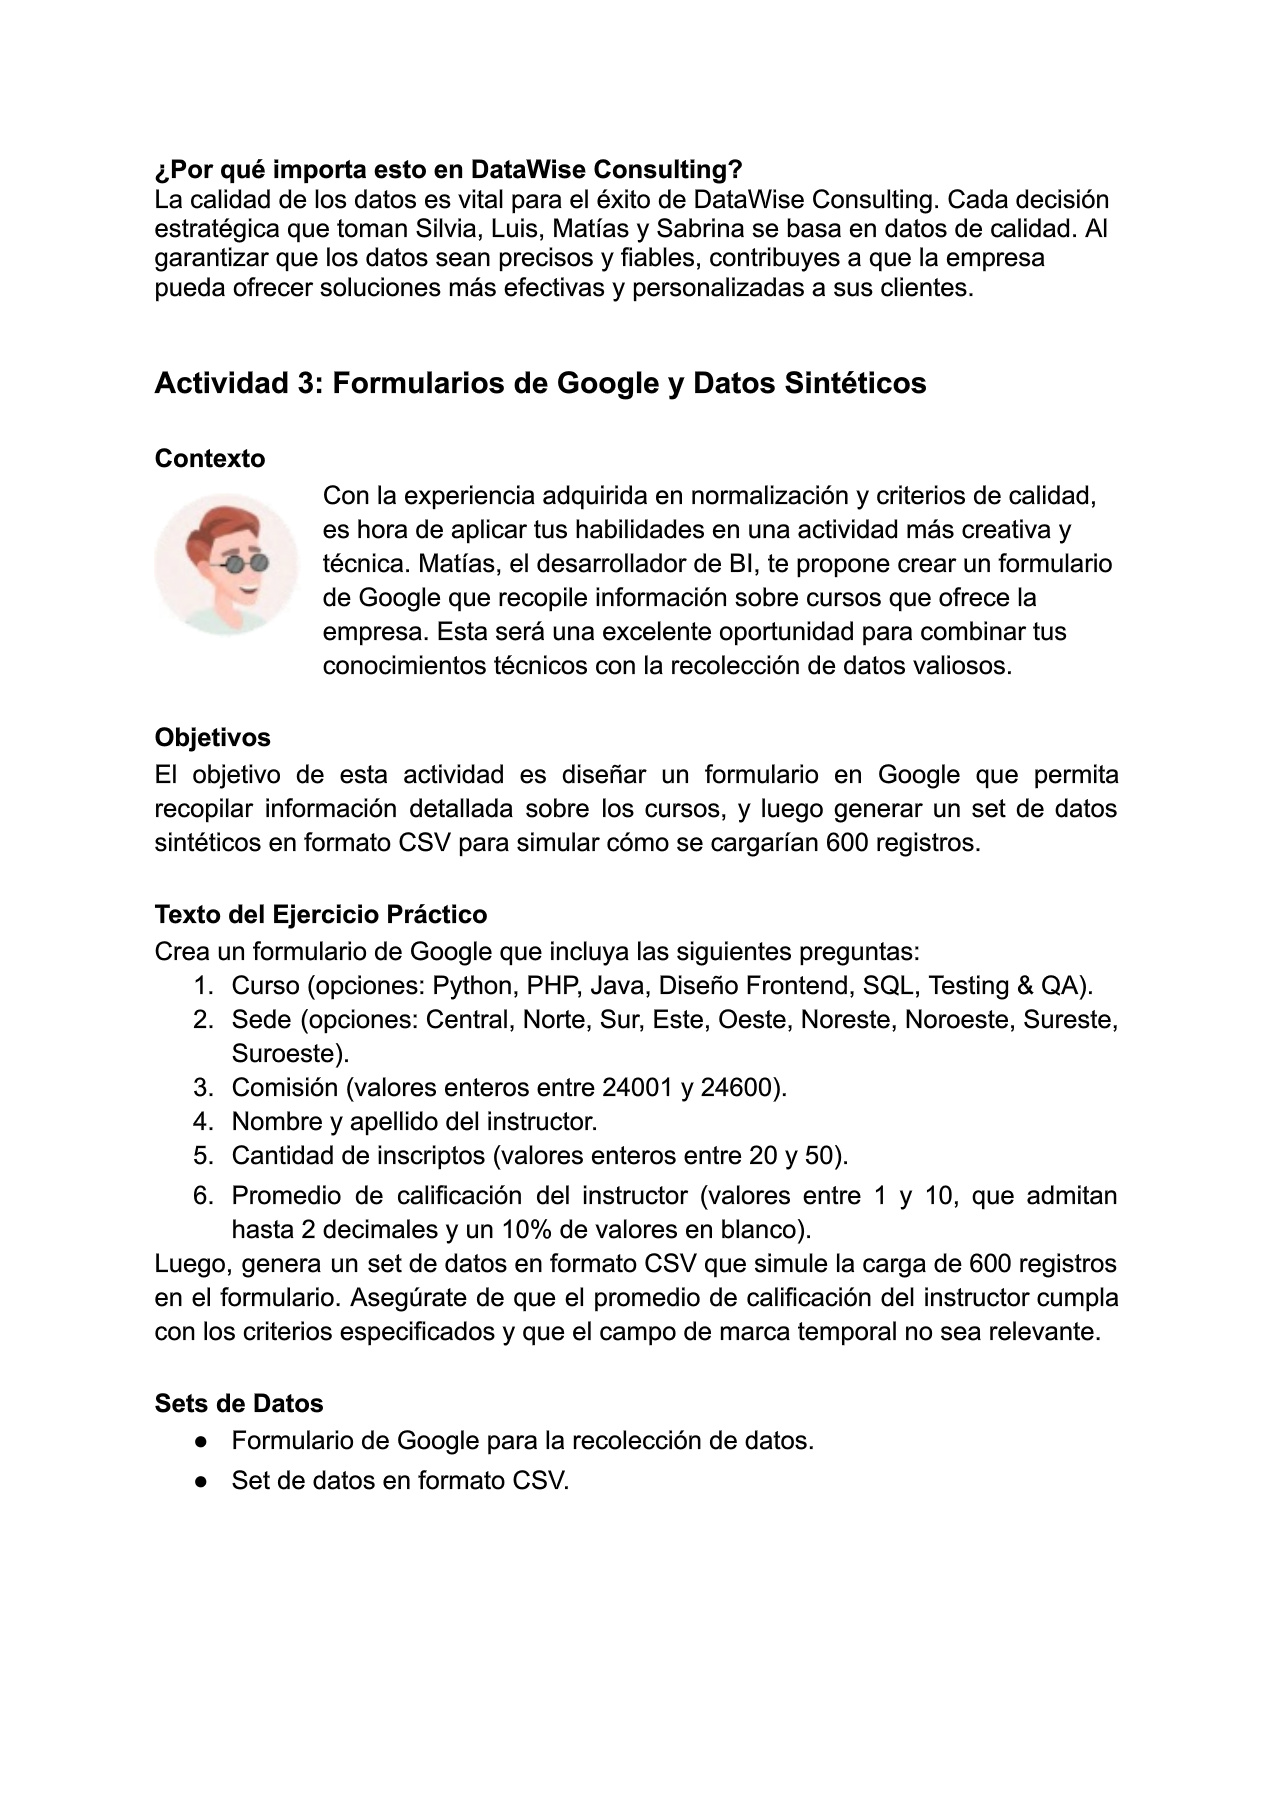 ¿Por qué importa esto en DataWise Consulting?
La calidad de los datos es vital para el éxito de DataWise Consulting. Cada decisión
estratégica que toman Silvia, Luis, Matías y Sabrina se basa en datos de calidad. Al
garantizar que los datos sean precisos y fiables, contribuyes a que la empresa
pueda ofrecer soluciones más efectivas y personalizadas a sus clientes.
Actividad 3: Formularios de Google y Datos Sintéticos
Contexto
Con la experiencia adquirida en normalización y criterios de calidad,
es hora de aplicar tus habilidades en una actividad más creativa y
técnica. Matías, el desarrollador de BI, te propone crear un formulario
de Google que recopile información sobre cursos que ofrece la
empresa. Esta será una excelente oportunidad para combinar tus
conocimientos técnicos con la recolección de datos valiosos.
Objetivos
El objetivo de esta actividad es diseñar un formulario en Google que permita
recopilar información detallada sobre los cursos, y luego generar un set de datos
sintéticos en formato CSV para simular cómo se cargarían 600 registros.
Texto del Ejercicio Práctico
Crea un formulario de Google que incluya las siguientes preguntas:
1. Curso (opciones: Python, PHP, Java, Diseño Frontend, SQL, Testing & QA).
2. Sede (opciones: Central, Norte, Sur, Este, Oeste, Noreste, Noroeste, Sureste,
Suroeste).
3. Comisión (valores enteros entre 24001 y 24600).
4. Nombre y apellido del instructor.
5. Cantidad de inscriptos (valores enteros entre 20 y 50).
6. Promedio de calificación del instructor (valores entre 1 y 10, que admitan
hasta 2 decimales y un 10% de valores en blanco).
Luego, genera un set de datos en formato CSV que simule la carga de 600 registros
en el formulario. Asegúrate de que el promedio de calificación del instructor cumpla
con los criterios especificados y que el campo de marca temporal no sea relevante.
Sets de Datos
● Formulario de Google para la recolección de datos.
● Set de datos en formato CSV.